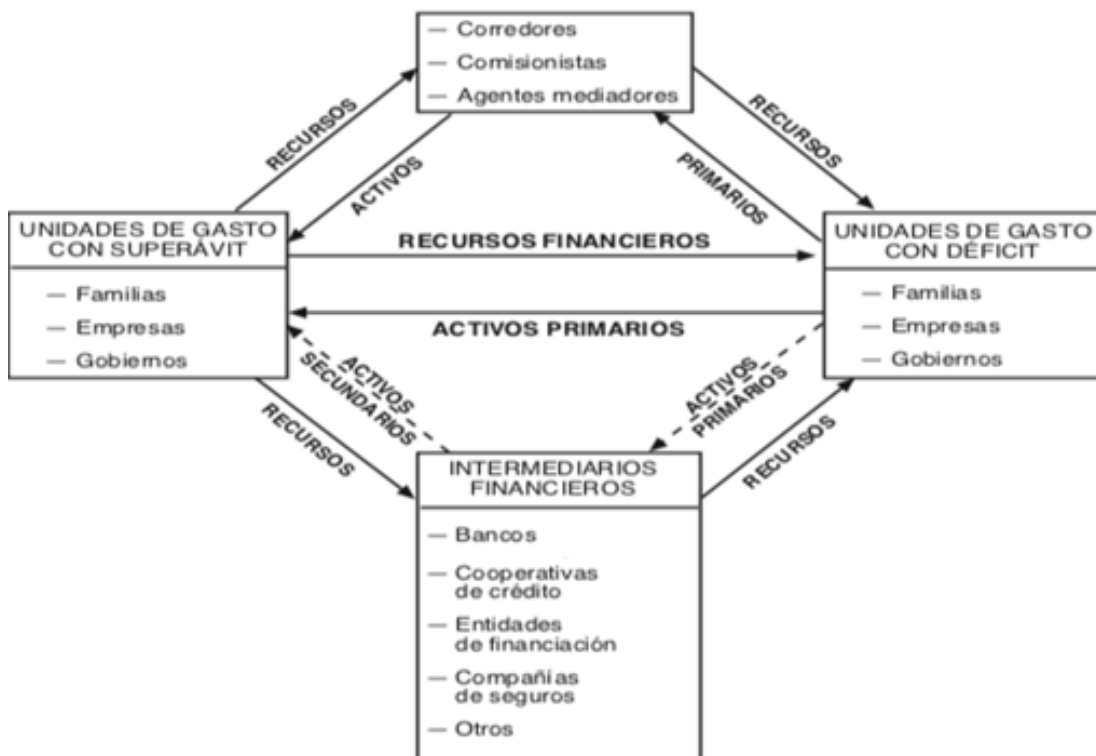 — Corredores
— Comisionistas
— Agentes mediadores
RECURSOS
ACTIVOS
RECURSOS
PRIMARIOS
UNIDADES DE GASTO
CON SUPERÁVIT
— Familias
— Empresas
— Gobiernos
RECURSOS FINANCIEROS
ACTIVOS PRIMARIOS
UNIDADES DE GASTO
CON DÉFICIT
— Familias
— Empresas
— Gobiernos
ACTIVOS
SECUNDARIOS
RECURSOS
ACTIVOS
PRIMARIOS
RECURSOS
INTERMEDIARIOS
FINANCIEROS
— Bancos
— Cooperativas
de crédito
— Entidades
de financiación
— Compañías
de seguros
— Otros